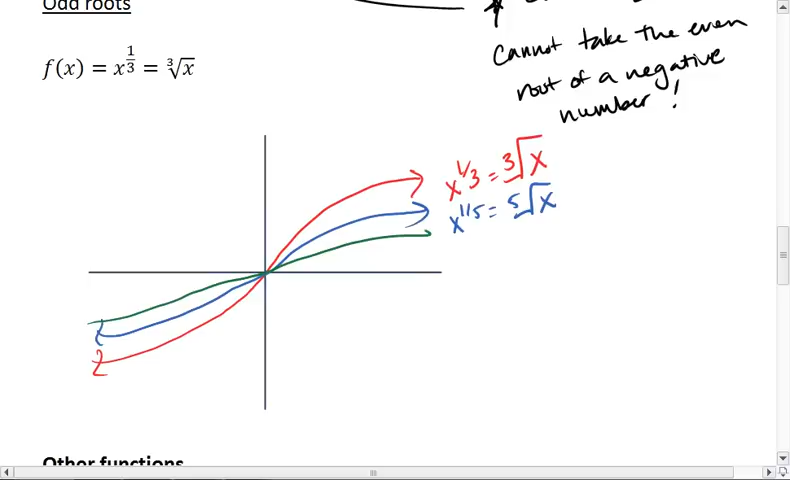 Odd roots
Cannot take the even
root of a negative
number!
f(x) = x^{1/3} = ∛x
x^{1/3} = ∛x
x^{1/5} = ⁵√x
Other functions